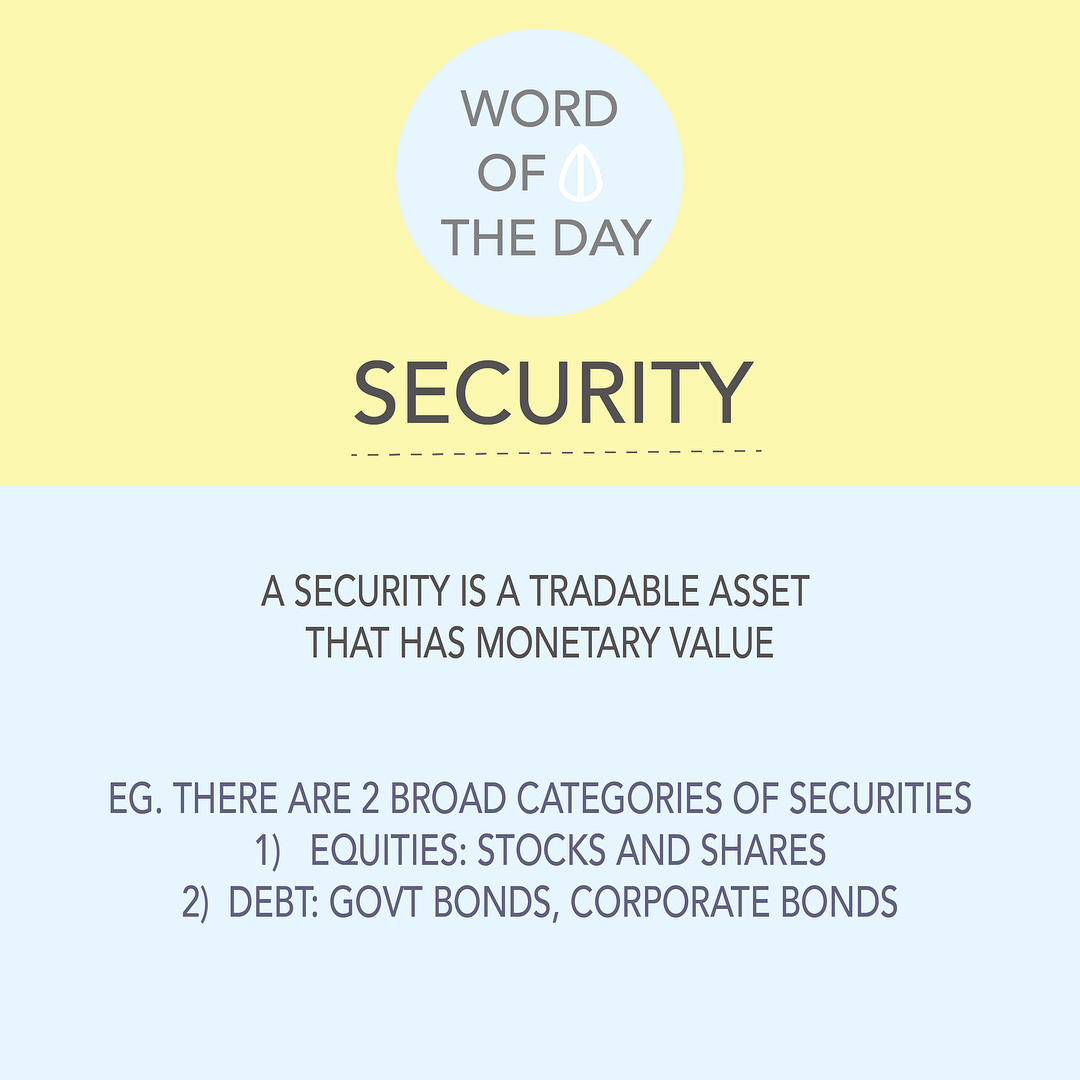 WORD
OF
THE DAY
SECURITY
A SECURITY IS A TRADABLE ASSET
THAT HAS MONETARY VALUE
EG. THERE ARE 2 BROAD CATEGORIES OF SECURITIES
1) EQUITIES: STOCKS AND SHARES
2) DEBT: GOVT BONDS, CORPORATE BONDS